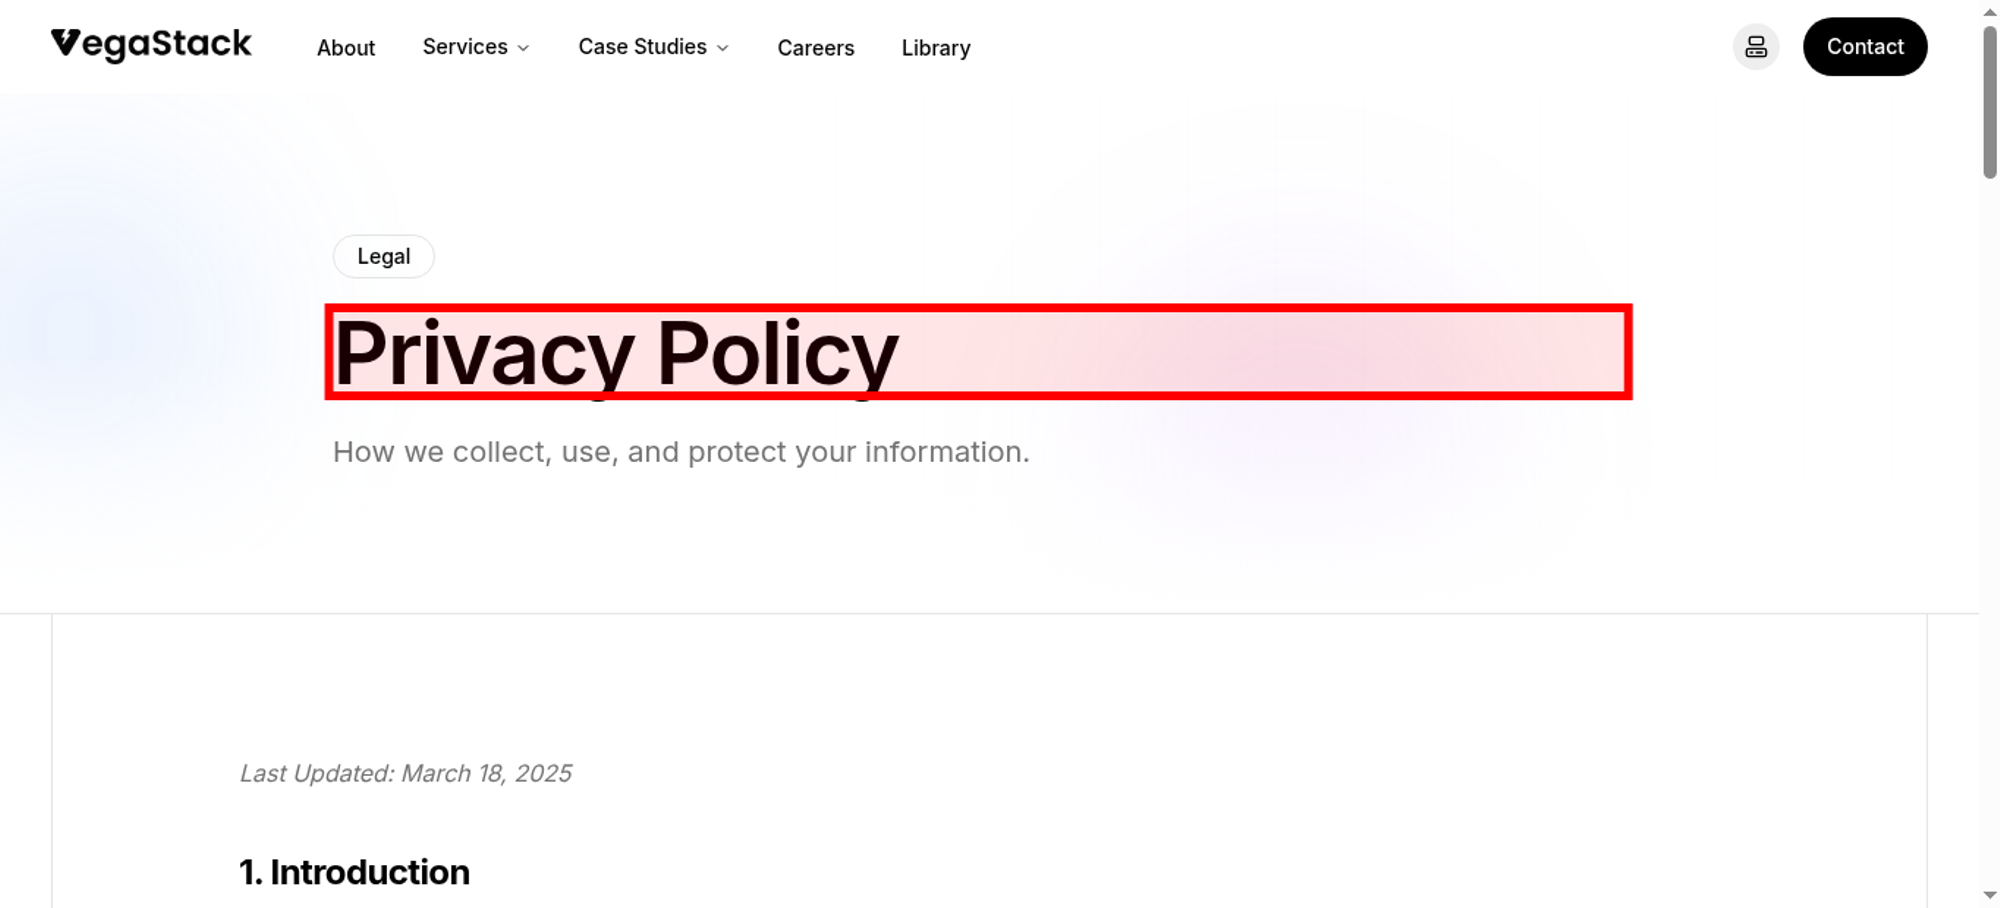 VegaStack
About
Services
Case Studies
Careers
Library
Contact
Legal
Privacy Policy
How we collect, use, and protect your information.
Last Updated: March 18, 2025
1. Introduction